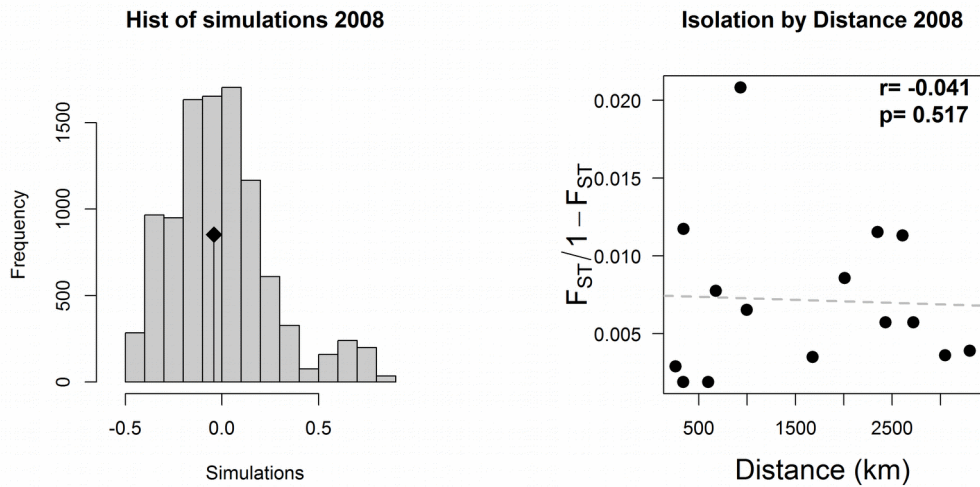 Hist of simulations 2008
Frequency
0
500
1000
1500
-0.5
0.0
0.5
Simulations
Isolation by Distance 2008
r= -0.041
p= 0.517
F_ST/1 − F_ST
0.020
0.015
0.010
0.005
500
1500
2500
Distance (km)